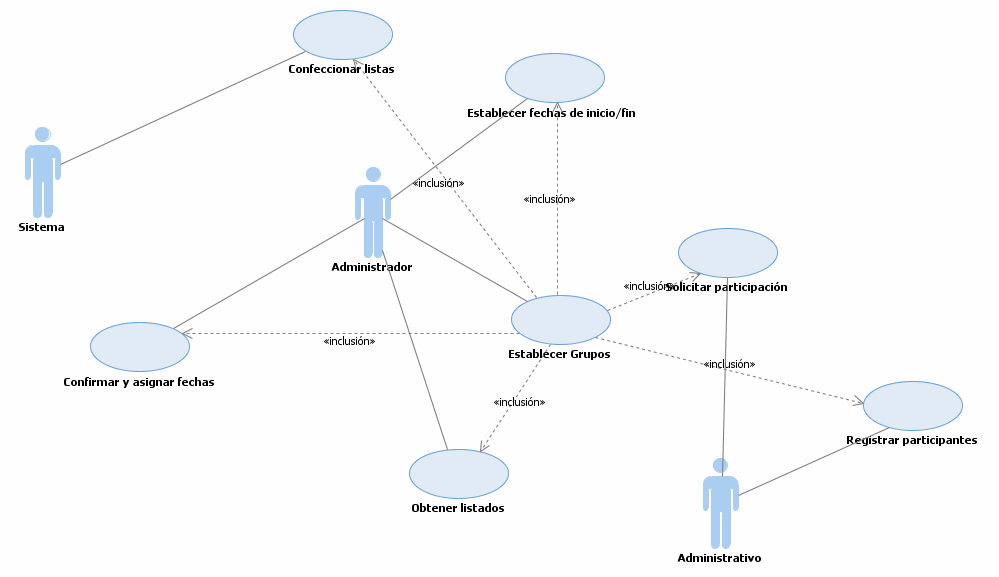 Confeccionar listas
Establecer fechas de inicio/fin
«inclusión»
«inclusión»
Sistema
Administrador
«inclusión»
Solicitar participación
«inclusión»
Establecer Grupos
«inclusión»
Confirmar y asignar fechas
«inclusión»
Registrar participantes
Obtener listados
Administrativo